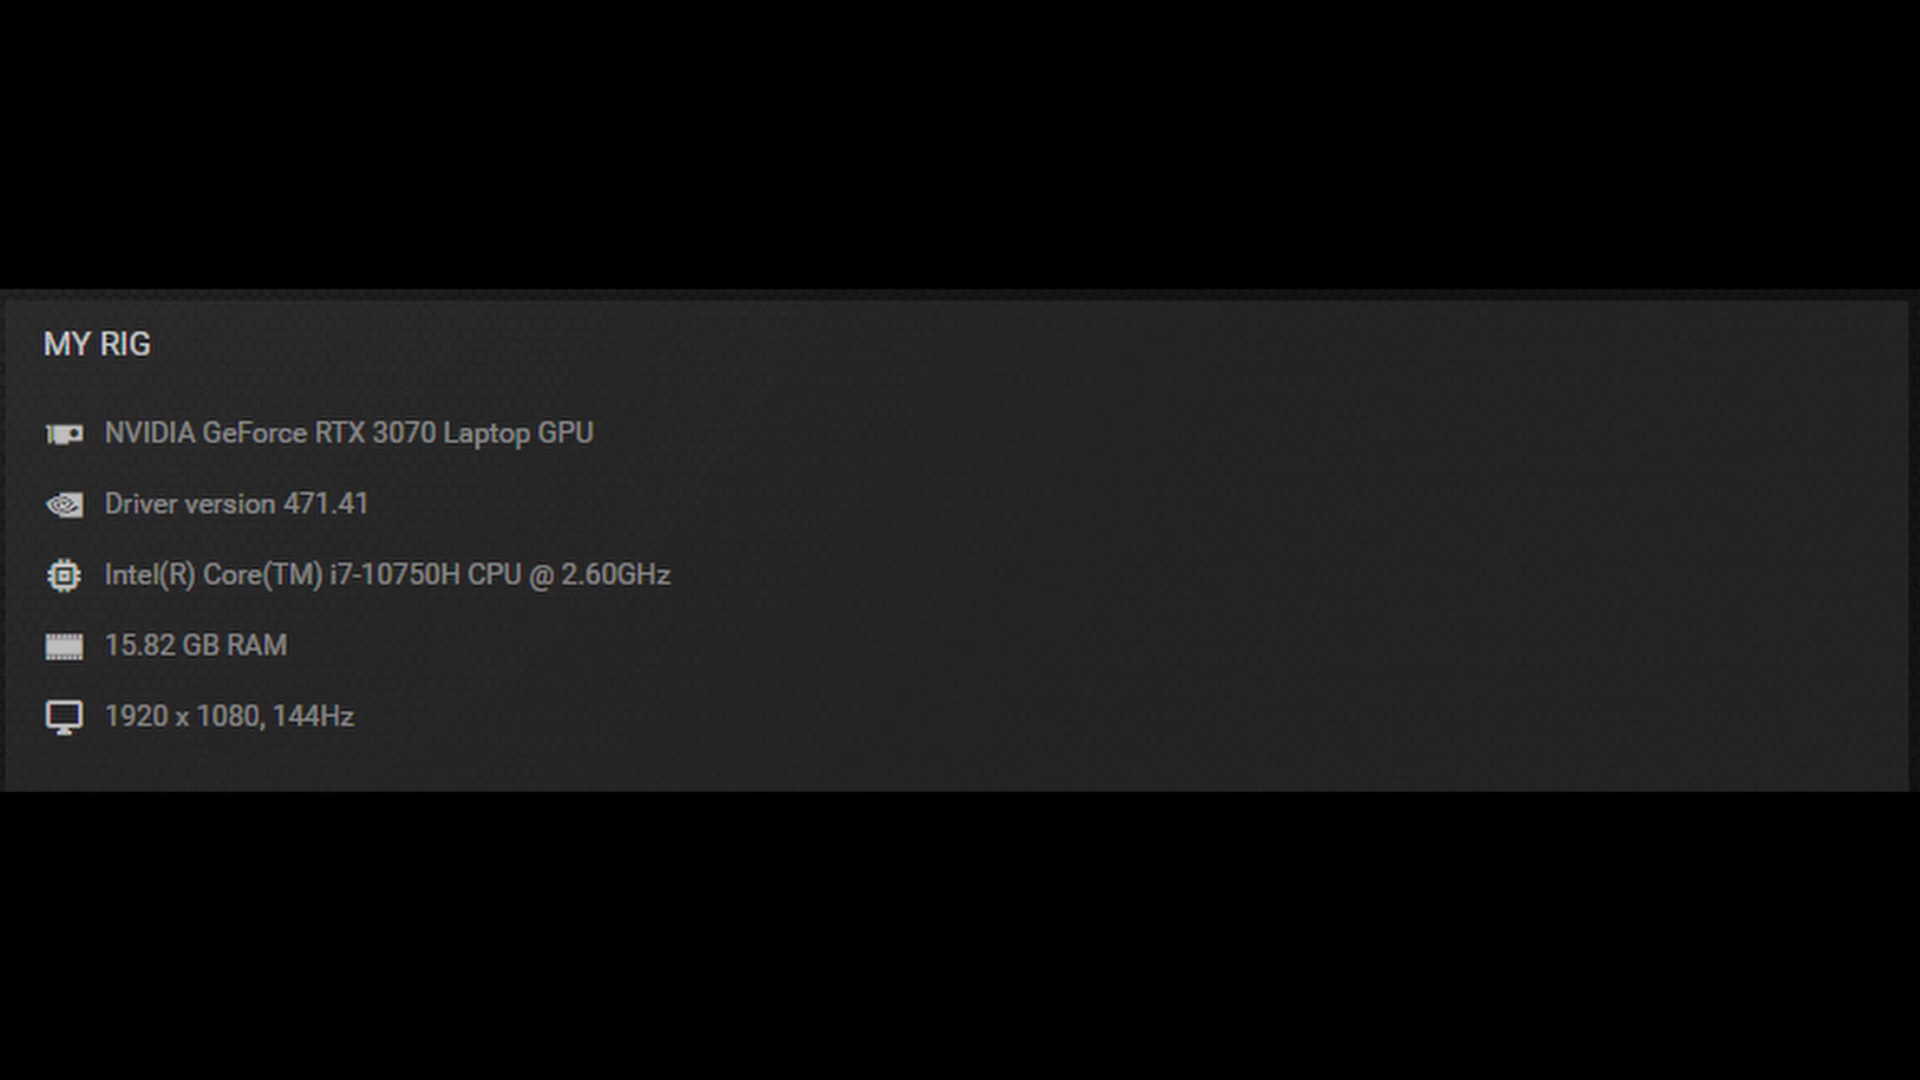 MY RIG
NVIDIA GeForce RTX 3070 Laptop GPU
Driver version 471.41
Intel(R) Core(TM) i7-10750H CPU @ 2.60GHz
15.82 GB RAM
1920 x 1080, 144Hz